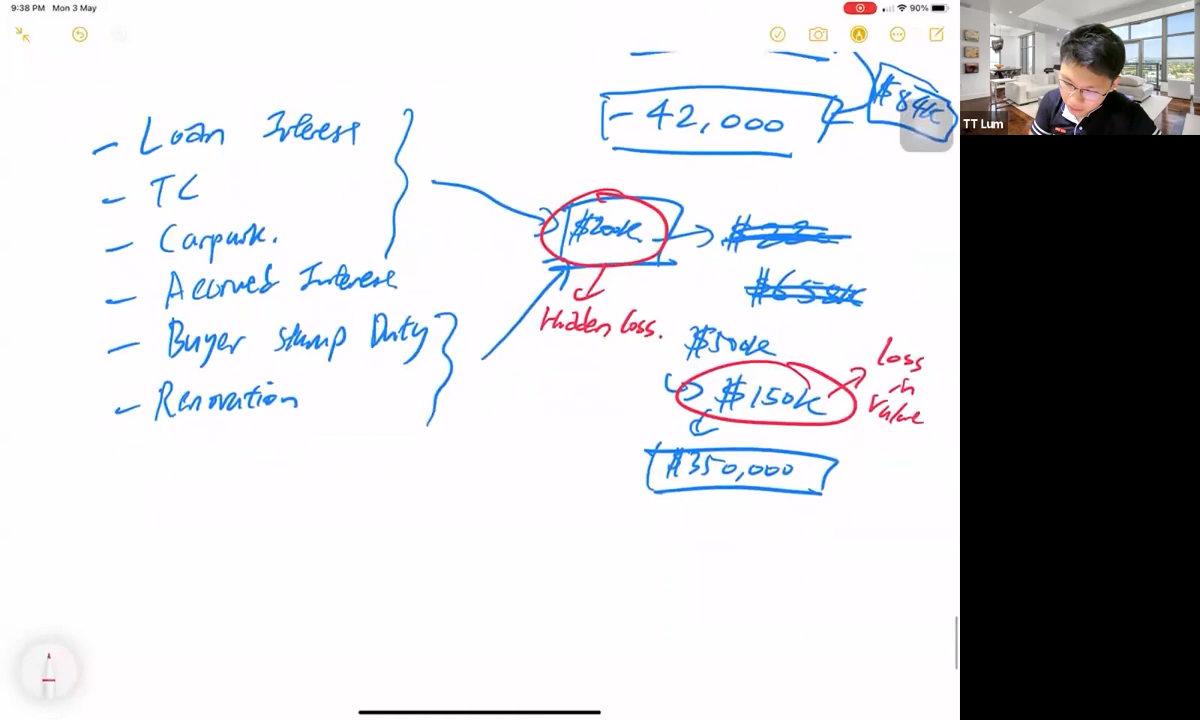 9:38 PM Mon 3 May
90%
$84k
- 42,000
- Loan Interest
- TC
- Carpark.
- Accrued Interest
- Buyer Stamp Duty
- Renovation
$200k
Hidden loss.
$658k
$500k
$150k
loss
in
value
$350,000
TT Lum